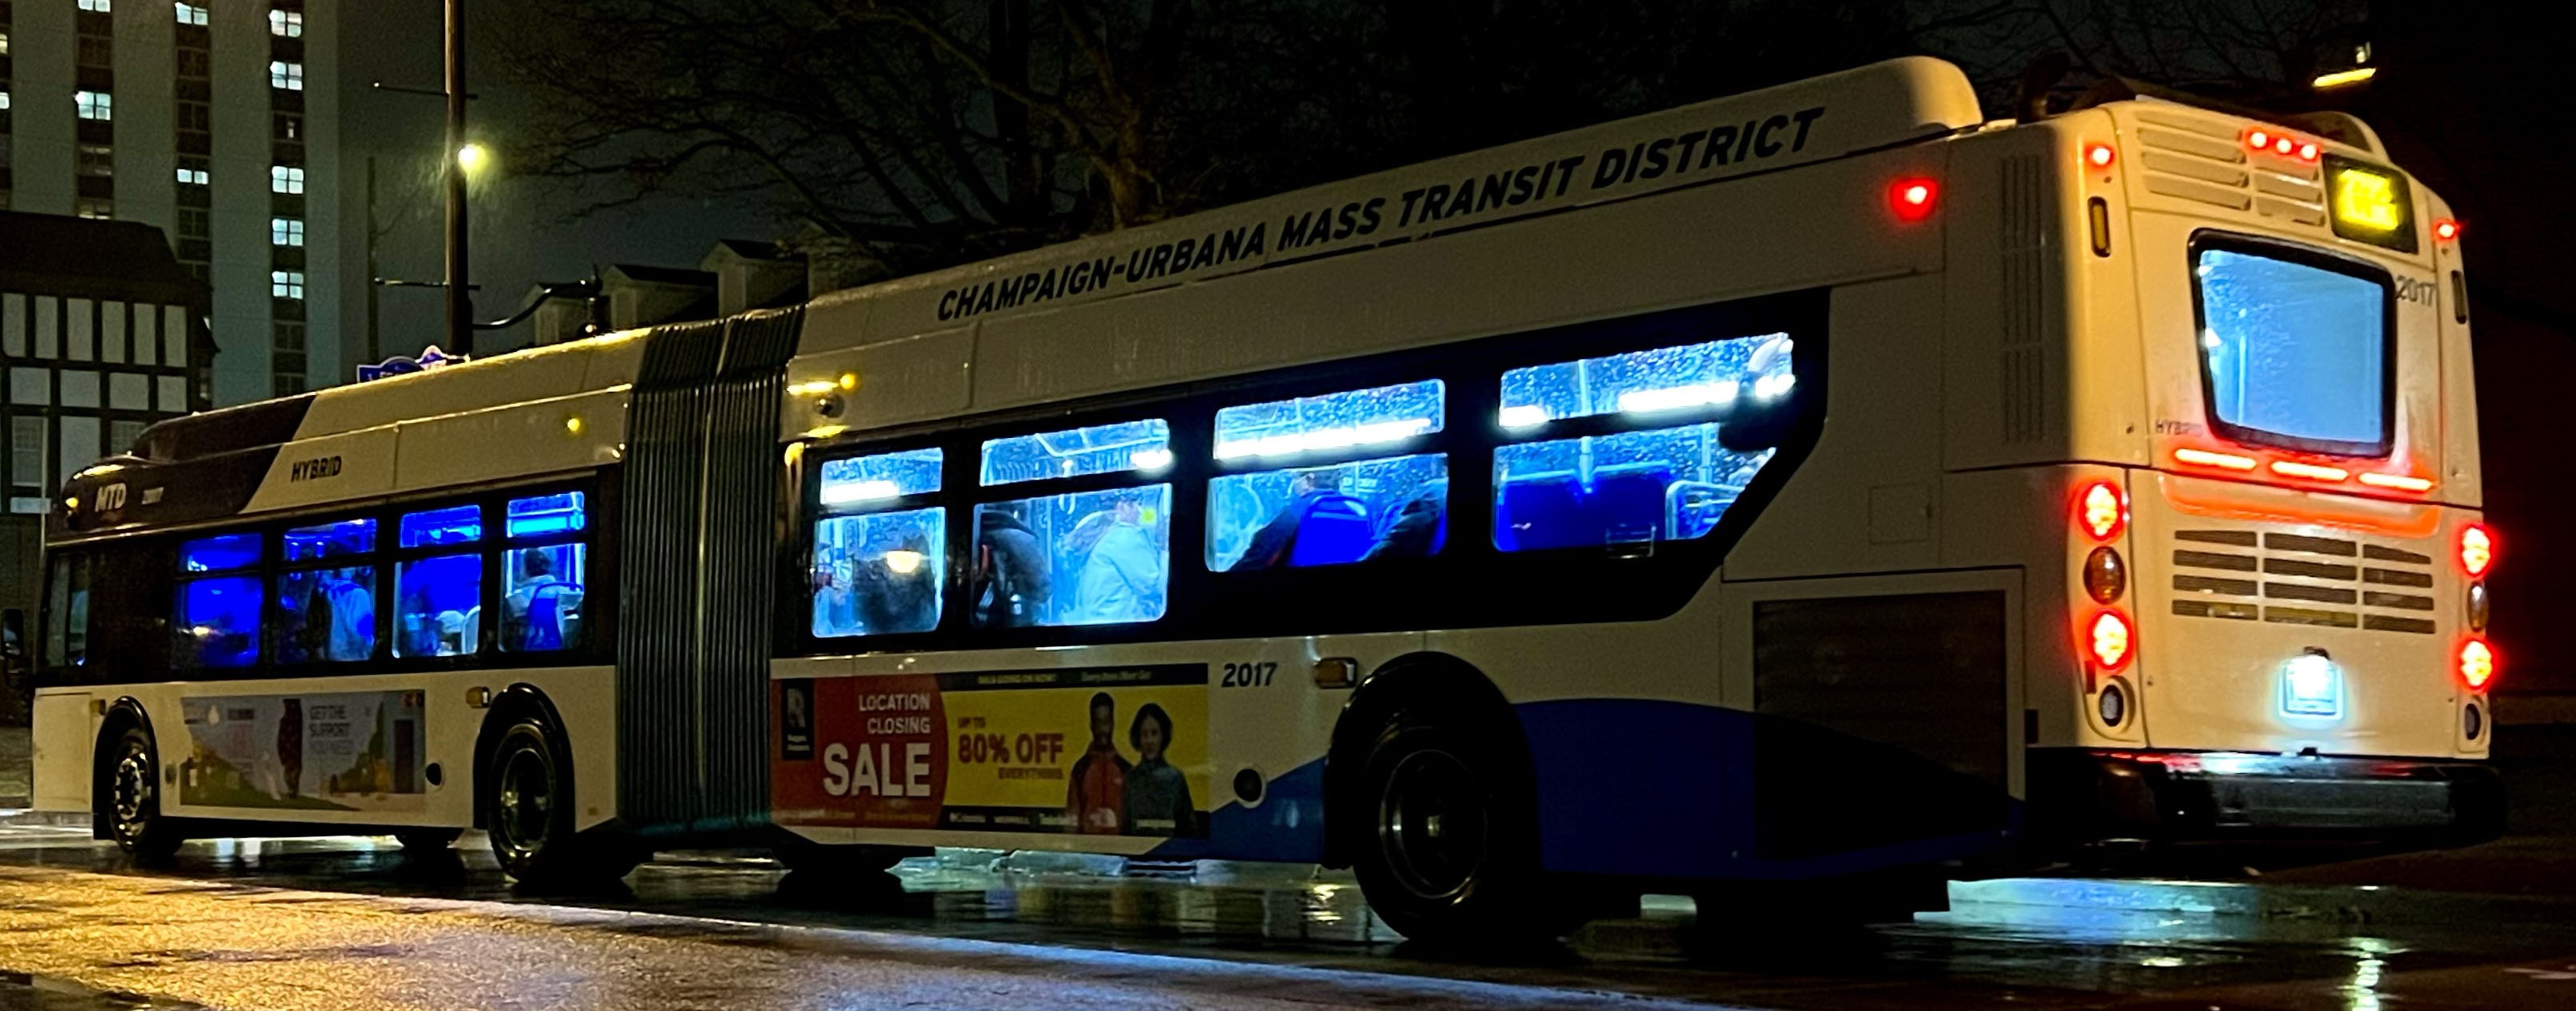 CHAMPAIGN-URBANA MASS TRANSIT DISTRICT
2017
HYBRID
MTD
HYBRID
2017
GET THE
SUPPORT
YOU NEED
LOCATION
CLOSING
SALE
UP TO
80% OFF
EVERYTHING